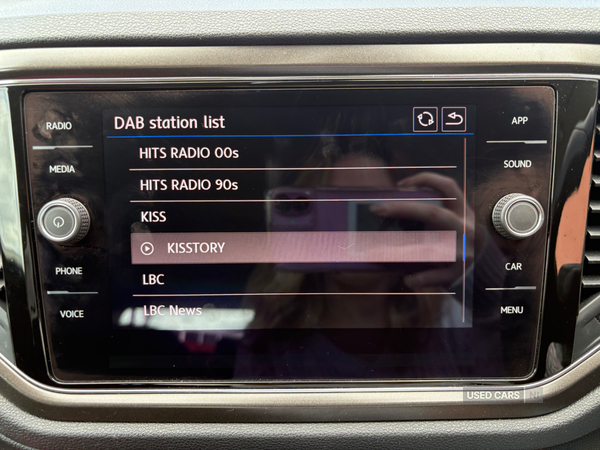 DAB station list
RADIO
MEDIA
PHONE
VOICE
HITS RADIO 00s
HITS RADIO 90s
KISS
KISSTORY
LBC
LBC News
APP
SOUND
CAR
MENU
USED CARS NI